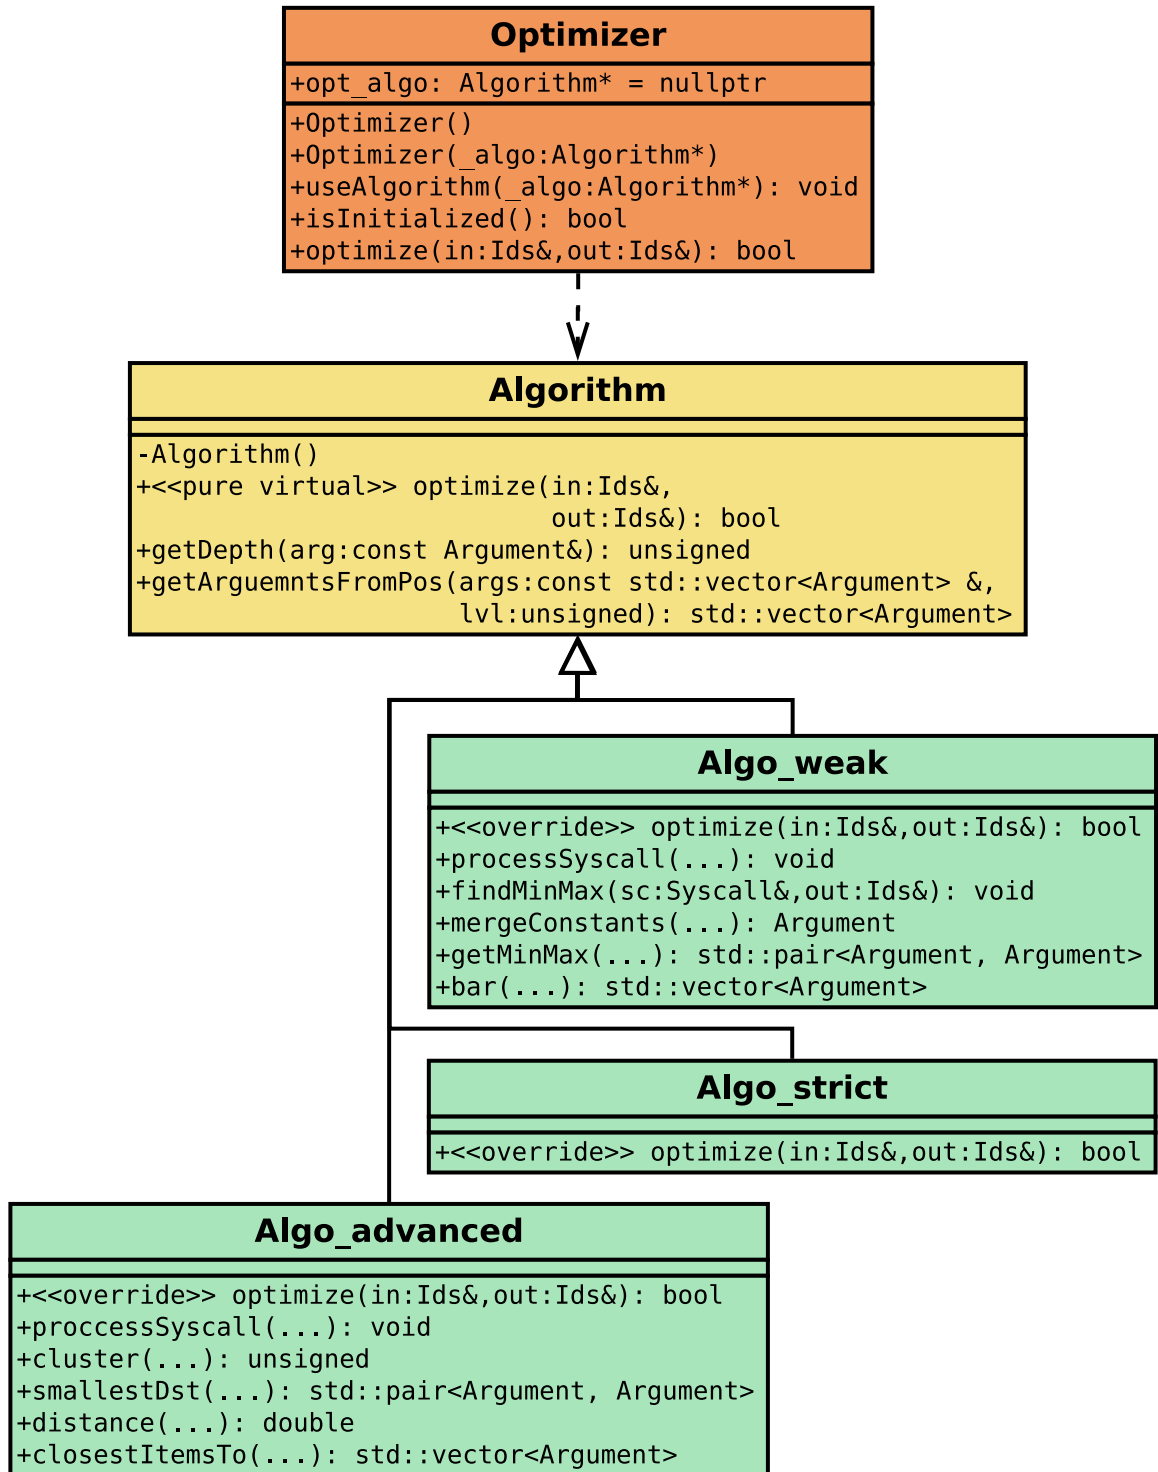 Optimizer
+opt_algo: Algorithm* = nullptr
+Optimizer()
+Optimizer(_algo:Algorithm*)
+useAlgorithm(_algo:Algorithm*): void
+isInitialized(): bool
+optimize(in:Ids&,out:Ids&): bool
Algorithm
-Algorithm()
+<<pure virtual>> optimize(in:Ids&,
out:Ids&): bool
+getDepth(arg:const Argument&): unsigned
+getArguemntsFromPos(args:const std::vector<Argument> &,
lvl:unsigned): std::vector<Argument>
Algo_weak
+<<override>> optimize(in:Ids&,out:Ids&): bool
+processSyscall(...): void
+findMinMax(sc:Syscall&,out:Ids&): void
+mergeConstants(...): Argument
+getMinMax(...): std::pair<Argument, Argument>
+bar(...): std::vector<Argument>
Algo_strict
+<<override>> optimize(in:Ids&,out:Ids&): bool
Algo_advanced
+<<override>> optimize(in:Ids&,out:Ids&): bool
+proccessSyscall(...): void
+cluster(...): unsigned
+smallestDst(...): std::pair<Argument, Argument>
+distance(...): double
+closestItemsTo(...): std::vector<Argument>